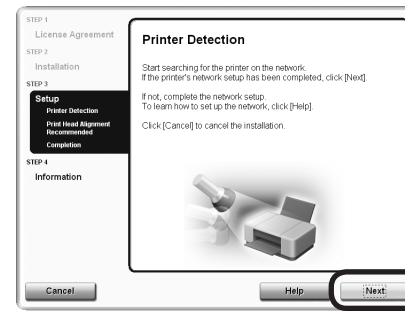 STEP 1
License Agreement
STEP 2
Installation
STEP 3
Setup
Printer Detection
Print Head Alignment
Recommended
Completion
STEP 4
Information
Printer Detection
Start searching for the printer on the network.
If the printer's network setup has been completed, click [Next].
If not, complete the network setup.
To learn how to set up the network, click [Help].
Click [Cancel] to cancel the installation.
Cancel
Help
Next